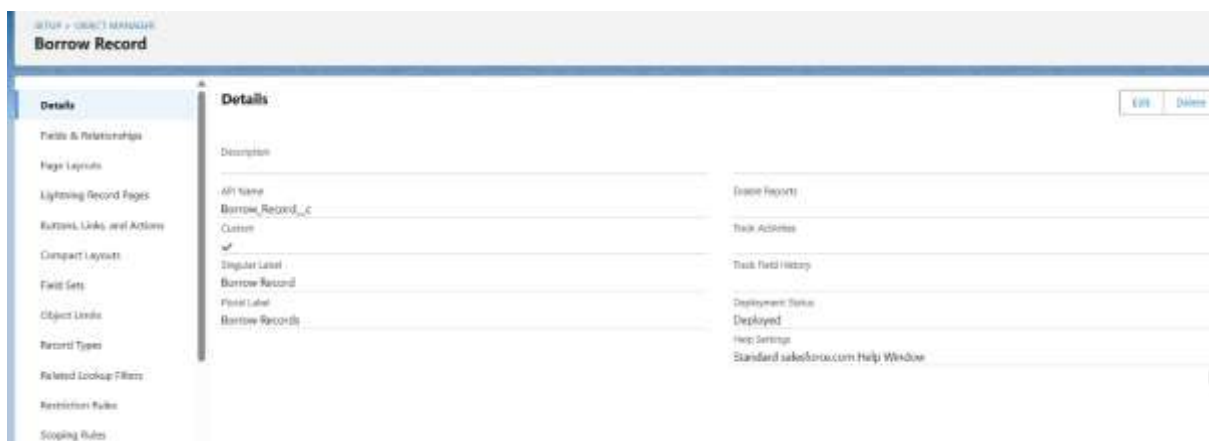 SETUP > OBJECT MANAGER
Borrow Record
Details
Fields & Relationships
Page Layouts
Lightning Record Pages
Buttons, Links, and Actions
Compact Layouts
Field Sets
Object Limits
Record Types
Related Lookup Filters
Restriction Rules
Scoping Rules
Details
Edit
Delete
Description
API Name
Borrow_Record__c
Custom
Singular Label
Borrow Record
Plural Label
Borrow Records
Enable Reports
Track Activities
Track Field History
Deployment Status
Deployed
Help Settings
Standard salesforce.com Help Window